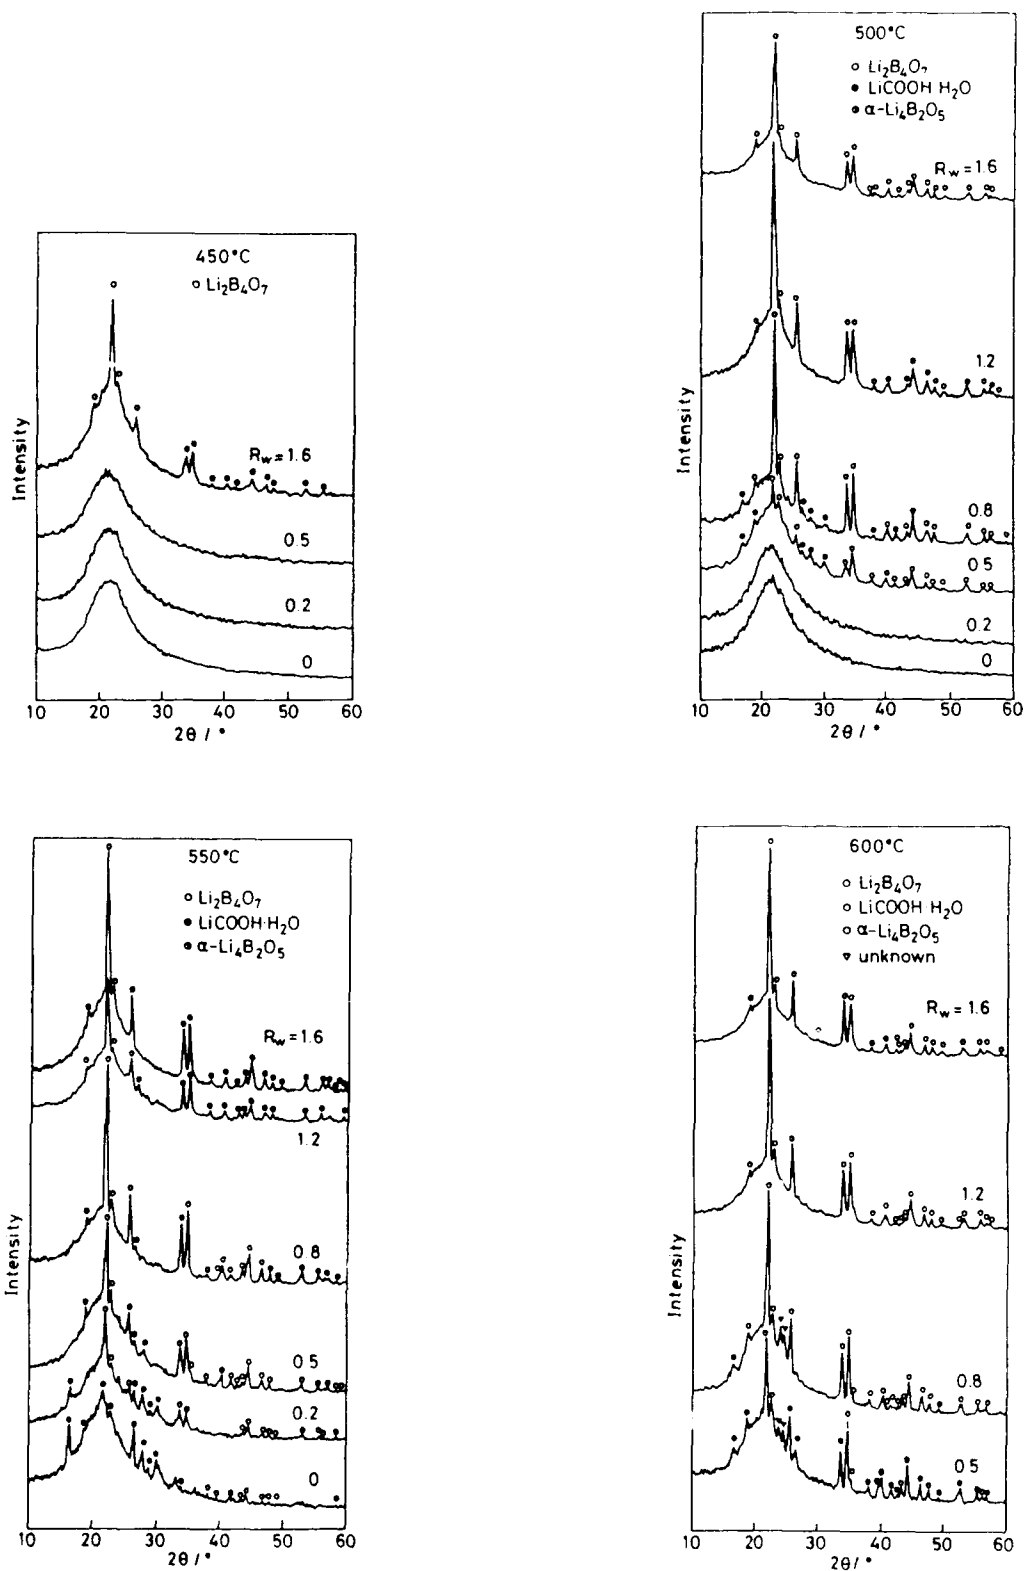 450°C
○ Li₂B₄O₇
Rw = 1.6
0.5
0.2
0
Intensity
10 20 30 40 50 60
2θ / °
500°C
○ Li₂B₄O₇
● LiCOOH H₂O
α-Li₄B₂O₅
Rw = 1.6
1.2
0.8
0 5
0.2
0
Intensity
10 20 30 40 50 60
2θ / °
550°C
○ Li₂B₄O₇
● LiCOOH·H₂O
α-Li₄B₂O₅
Rw = 1.6
1.2
0.8
0 5
0.2
0
Intensity
10 20 30 40 50 60
2θ / °
600°C
○ Li₂B₄O₇
○ LiCOOH H₂O
○ α-Li₄B₂O₅
▿ unknown
Rw = 1.6
1.2
0.8
0 5
Intensity
10 20 30 40 50 60
2θ / °